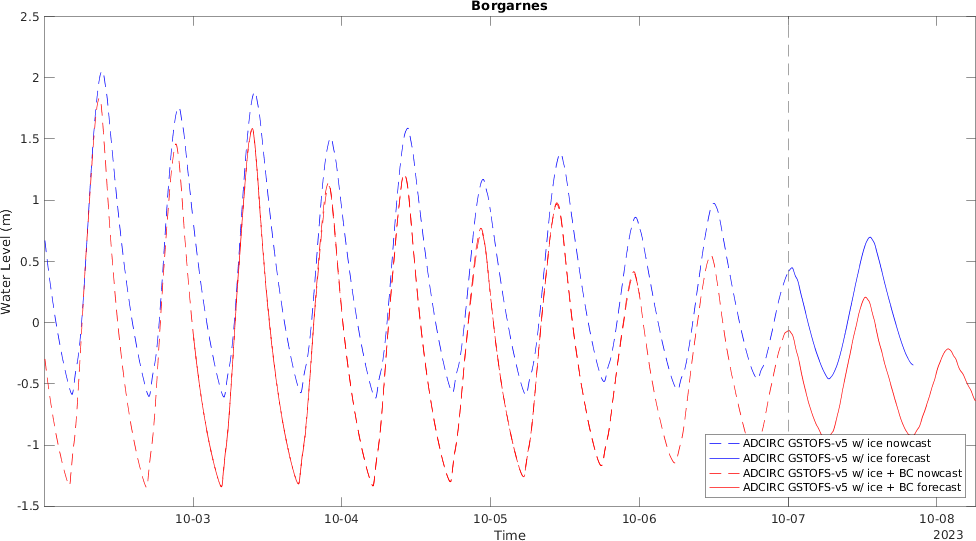 Borgarnes
2.5
2
1.5
1
0.5
0
-0.5
-1
-1.5
Water Level (m)
10-03
10-04
10-05
10-06
10-07
10-08
Time
2023
ADCIRC GSTOFS-v5 w/ ice nowcast
ADCIRC GSTOFS-v5 w/ ice forecast
ADCIRC GSTOFS-v5 w/ ice + BC nowcast
ADCIRC GSTOFS-v5 w/ ice + BC forecast